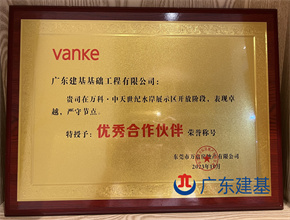 vanke
广东建基基础工程有限公司：
贵司在万科·中天世纪水岸展示区开放阶段，表现卓
越，严守节点。
特授予：优秀合作伙伴 荣誉称号
2023年11月
广东建基